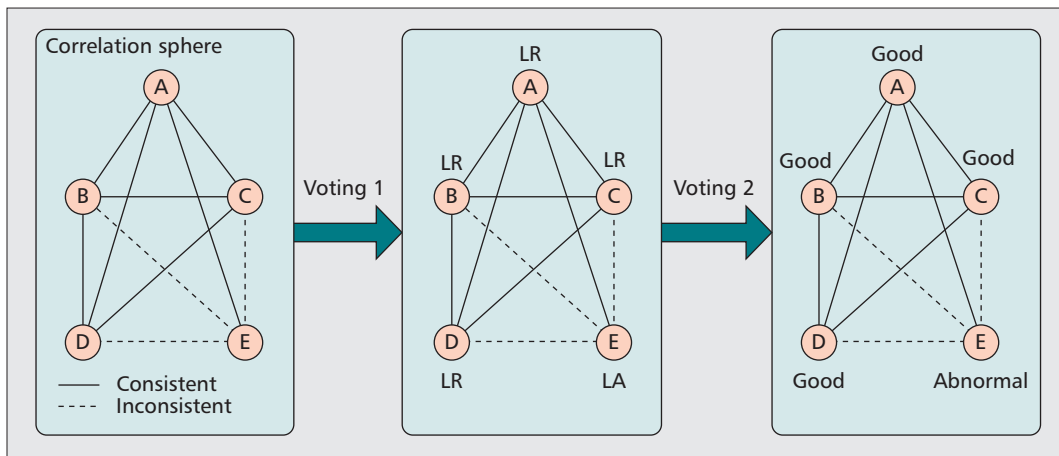 Correlation sphere
A
B
C
D
E
Consistent
Inconsistent
Voting 1
LR
A
LR
B
LR
C
D
E
LR
LA
Voting 2
Good
A
Good
B
Good
C
D
E
Good
Abnormal